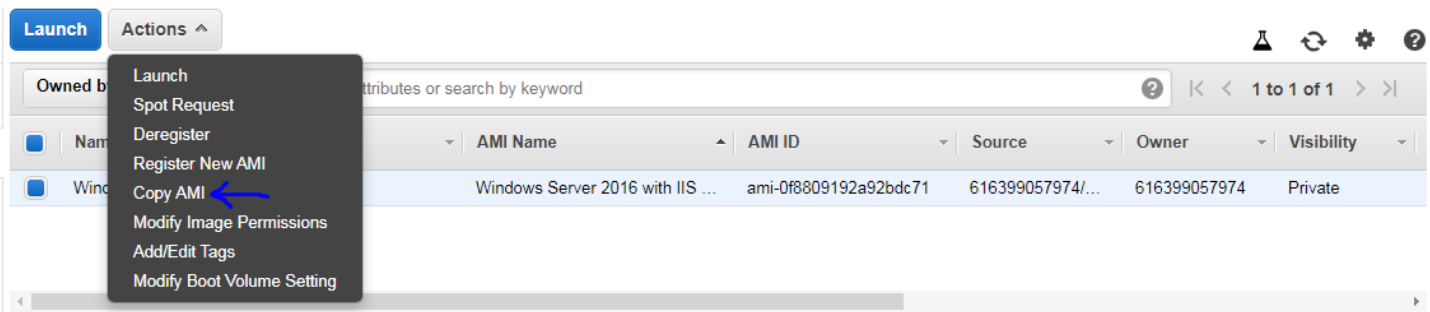 Launch Actions
Owned b ttributes or search by keyword 1 to 1 of 1
Launch
Spot Request
Deregister
Register New AMI
Copy AMI
Modify Image Permissions
Add/Edit Tags
Modify Boot Volume Setting
Nam AMI Name AMI ID Source Owner Visibility
Wind Windows Server 2016 with IIS ... ami-0f8809192a92bdc71 616399057974/... 616399057974 Private